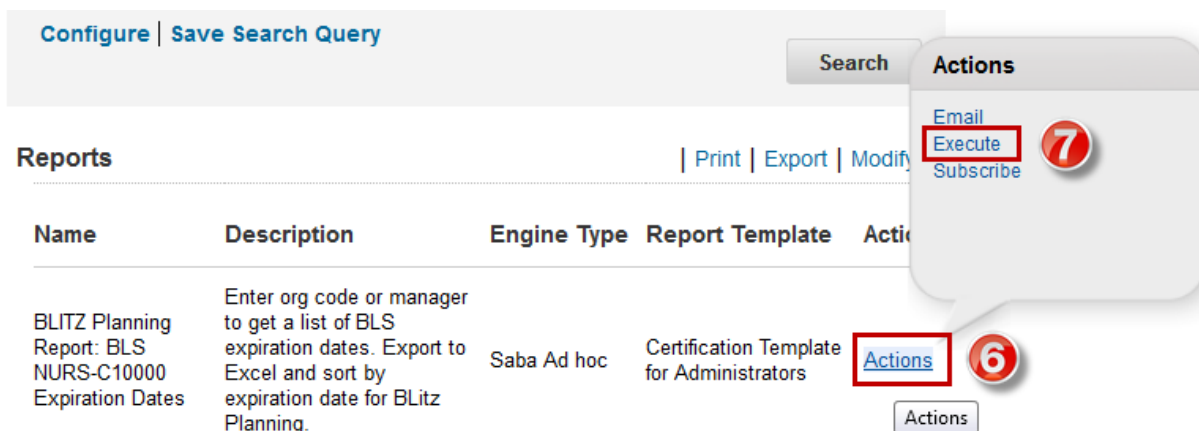 Configure | Save Search Query
Search
Actions
Email
Execute
7
Subscribe
Reports
| Print | Export | Modify
Name Description Engine Type Report Template Actio
BLITZ Planning
Report: BLS
NURS-C10000
Expiration Dates
Enter org code or manager
to get a list of BLS
expiration dates. Export to
Excel and sort by
expiration date for BLitz
Planning.
Saba Ad hoc
Certification Template
for Administrators
Actions
6
Actions